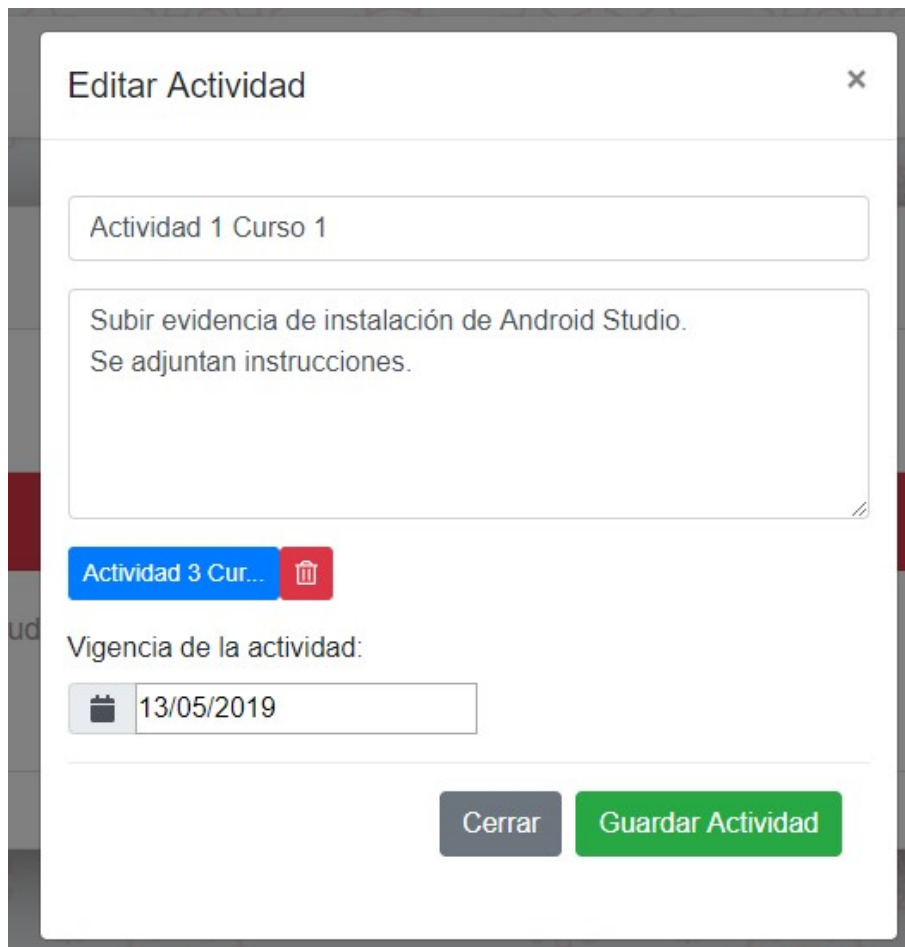 Editar Actividad
×
Actividad 1 Curso 1
Subir evidencia de instalación de Android Studio.
Se adjuntan instrucciones.
Actividad 3 Cur...
ud
Vigencia de la actividad:
13/05/2019
Cerrar
Guardar Actividad